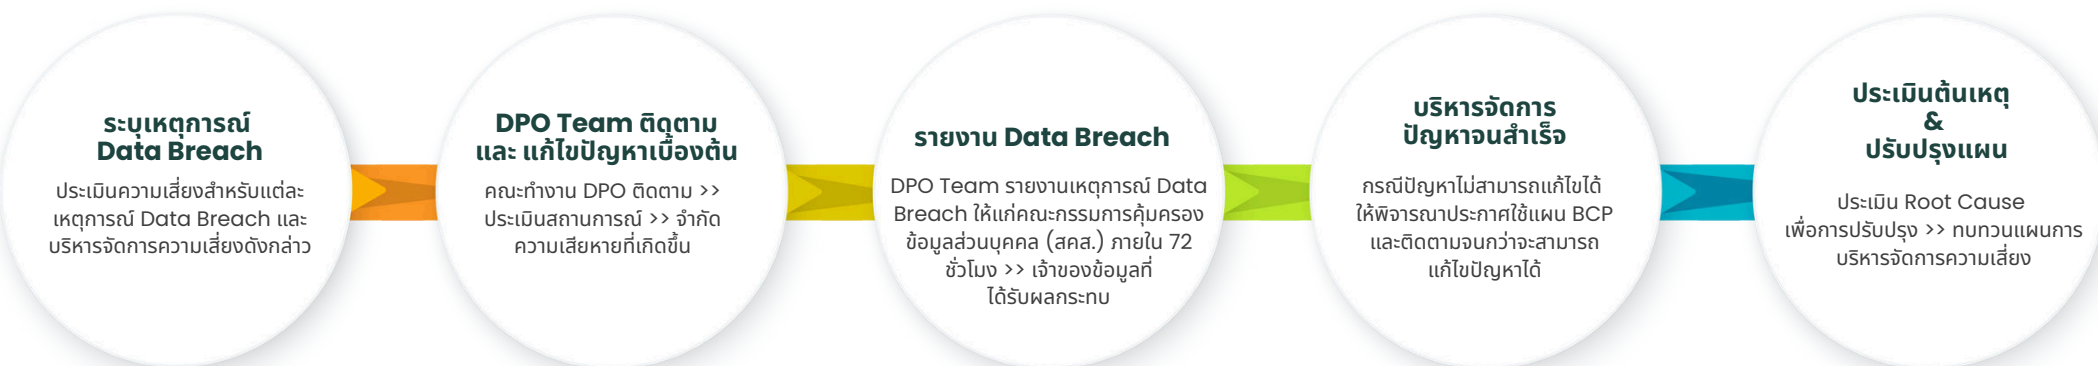 ระบุเหตุการณ์
Data Breach
ประเมินความเสี่ยงสำหรับแต่ละ
เหตุการณ์ Data Breach และ
บริหารจัดการความเสี่ยงดังกล่าว
DPO Team ติดตาม
และ แก้ไขปัญหาเบื้องต้น
คณะทำงาน DPO ติดตาม >>
ประเมินสถานการณ์ >> จำกัด
ความเสียหายที่เกิดขึ้น
รายงาน Data Breach
DPO Team รายงานเหตุการณ์ Data
Breach ให้แก่คณะกรรมการคุ้มครอง
ข้อมูลส่วนบุคคล (สคส.) ภายใน 72
ชั่วโมง >> เจ้าของข้อมูลที่
ได้รับผลกระทบ
บริหารจัดการ
ปัญหาจนสำเร็จ
กรณีปัญหาไม่สามารถแก้ไขได้
ให้พิจารณาประกาศใช้แผน BCP
และติดตามจนกว่าจะสามารถ
แก้ไขปัญหาได้
ประเมินต้นเหตุ
&
ปรับปรุงแผน
ประเมิน Root Cause
เพื่อการปรับปรุง >> ทบทวนแผนการ
บริหารจัดการความเสี่ยง